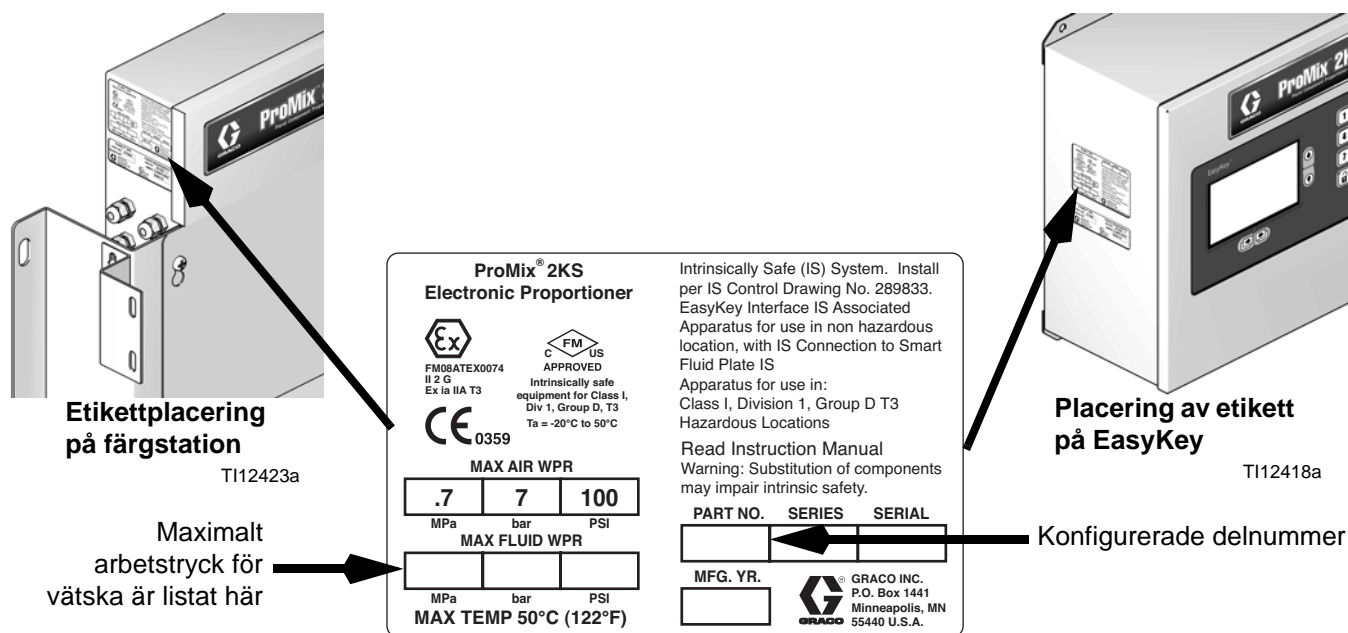 ProMix
GRACO
Etikettplacering
på färgstation
TI12423a
Maximalt
arbetstryck för
vätska är listat här
ProMix® 2KS
Electronic Proportioner
Ex
FM08ATEX0074
II 2 G
Ex ia IIA T3
CE 0359
C FM US
APPROVED
Intrinsically safe
equipment for Class I,
Div 1, Group D, T3
Ta = -20°C to 50°C
MAX AIR WPR
.7 7 100
MPa bar PSI
MAX FLUID WPR
MPa bar PSI
MAX TEMP 50°C (122°F)
Intrinsically Safe (IS) System. Install
per IS Control Drawing No. 289833.
EasyKey Interface IS Associated
Apparatus for use in non hazardous
location, with IS Connection to Smart
Fluid Plate IS
Apparatus for use in:
Class I, Division 1, Group D T3
Hazardous Locations
Read Instruction Manual
Warning: Substitution of components
may impair intrinsic safety.
PART NO. SERIES SERIAL
MFG. YR.
GRACO
®
GRACO INC.
P.O. Box 1441
Minneapolis, MN
55440 U.S.A.
ProMix 2K
GRACO
EasyKey
Placering av etikett
på EasyKey
TI12418a
Konfigurerade delnummer